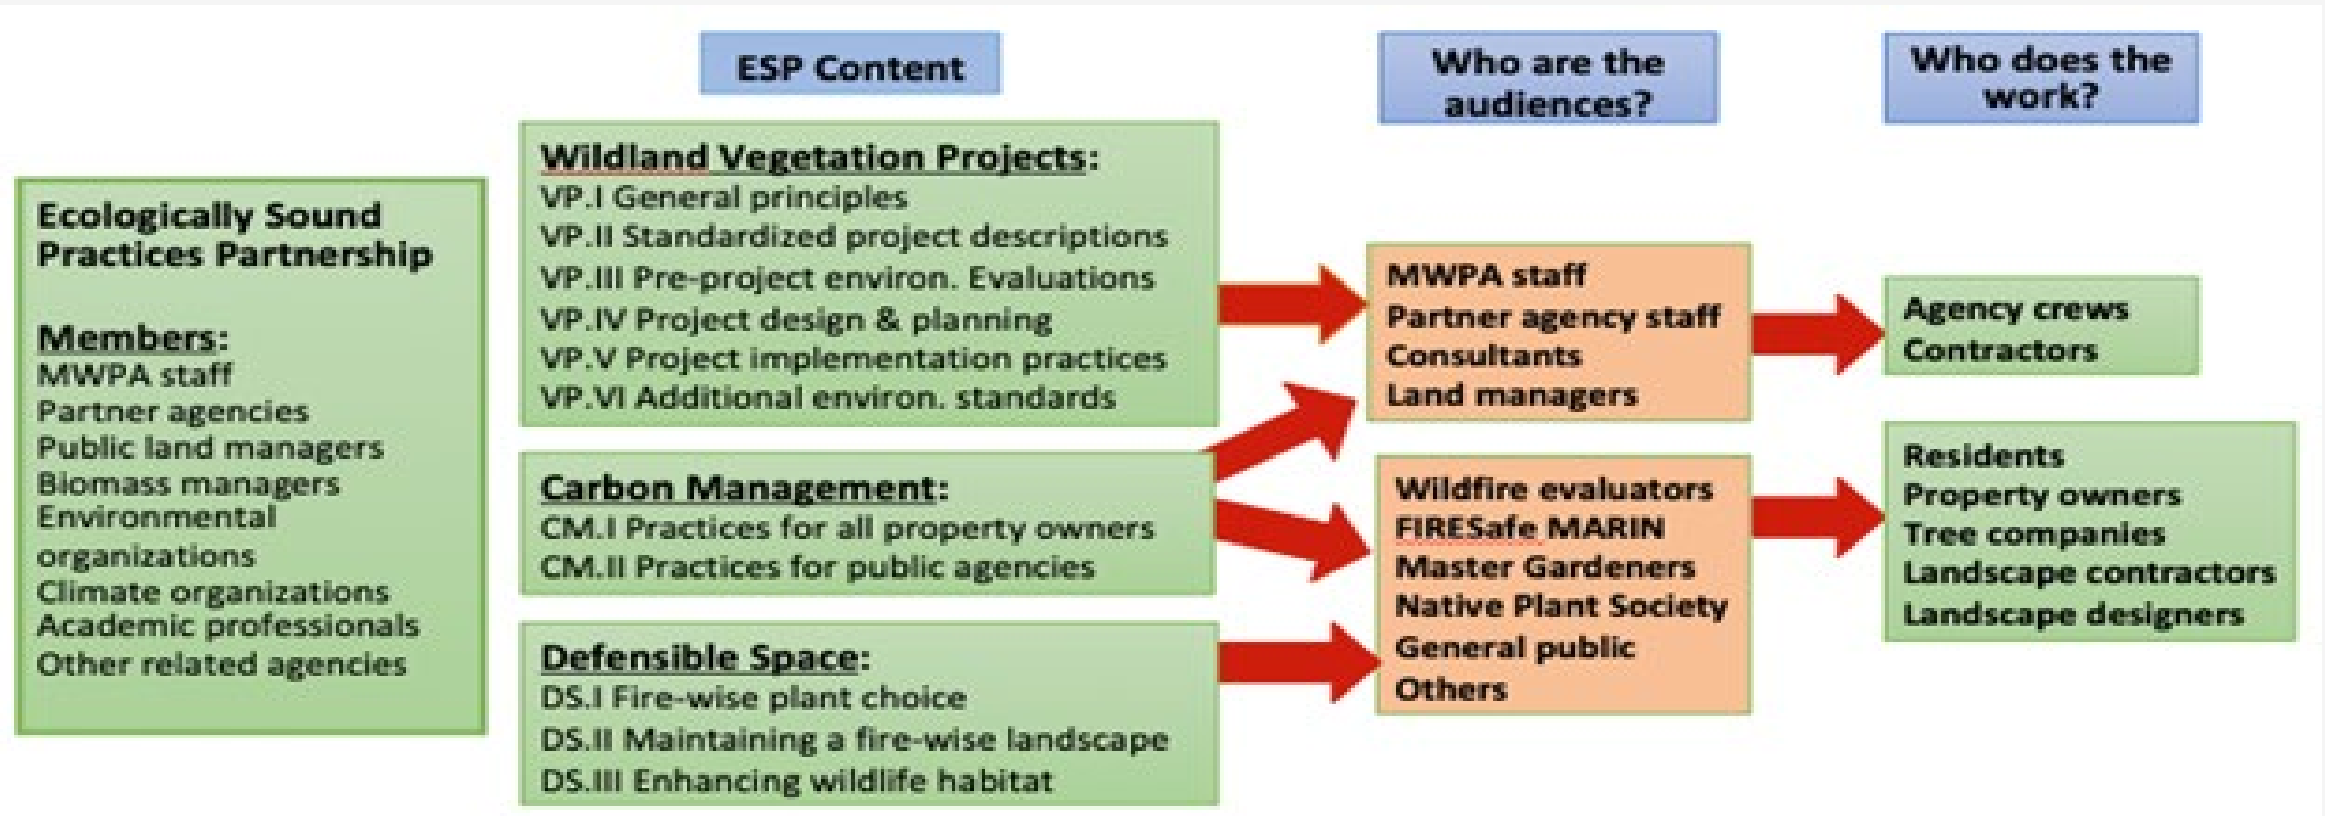 ESP Content
Who are the
audiences?
Who does the
work?
Ecologically Sound
Practices Partnership
Members:
MWPA staff
Partner agencies
Public land managers
Biomass managers
Environmental
organizations
Climate organizations
Academic professionals
Other related agencies
Wildland Vegetation Projects:
VP.I General principles
VP.II Standardized project descriptions
VP.III Pre-project environ. Evaluations
VP.IV Project design & planning
VP.V Project implementation practices
VP.VI Additional environ. standards
Carbon Management:
CM.I Practices for all property owners
CM.II Practices for public agencies
Defensible Space:
DS.I Fire-wise plant choice
DS.II Maintaining a fire-wise landscape
DS.III Enhancing wildlife habitat
MWPA staff
Partner agency staff
Consultants
Land managers
Wildfire evaluators
FIRESafe MARIN
Master Gardeners
Native Plant Society
General public
Others
Agency crews
Contractors
Residents
Property owners
Tree companies
Landscape contractors
Landscape designers